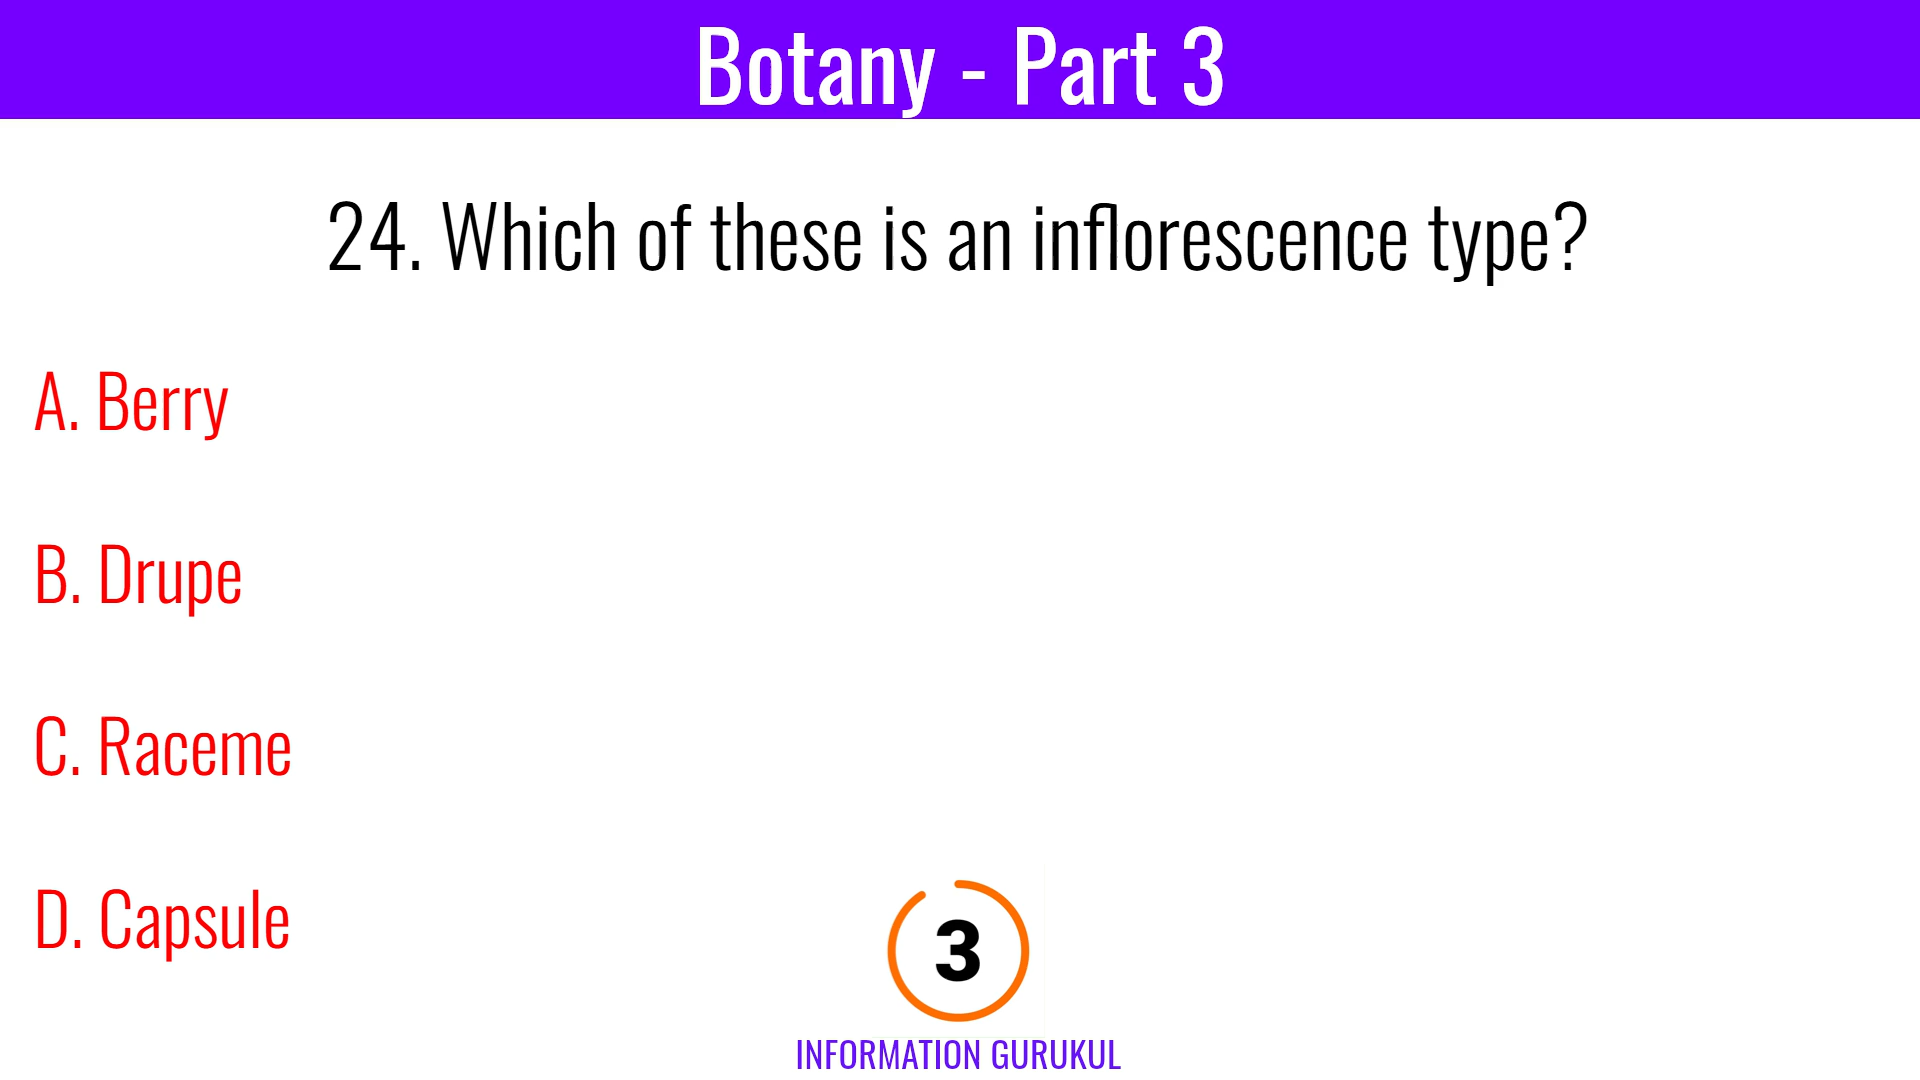 Botany - Part 3
24. Which of these is an inflorescence type?
A. Berry
B. Drupe
C. Raceme
D. Capsule
3
INFORMATION GURUKUL